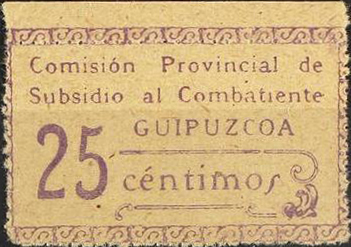 Comisión Provincial de
Subsidio al Combatiente
GUIPUZCOA
25 céntimos